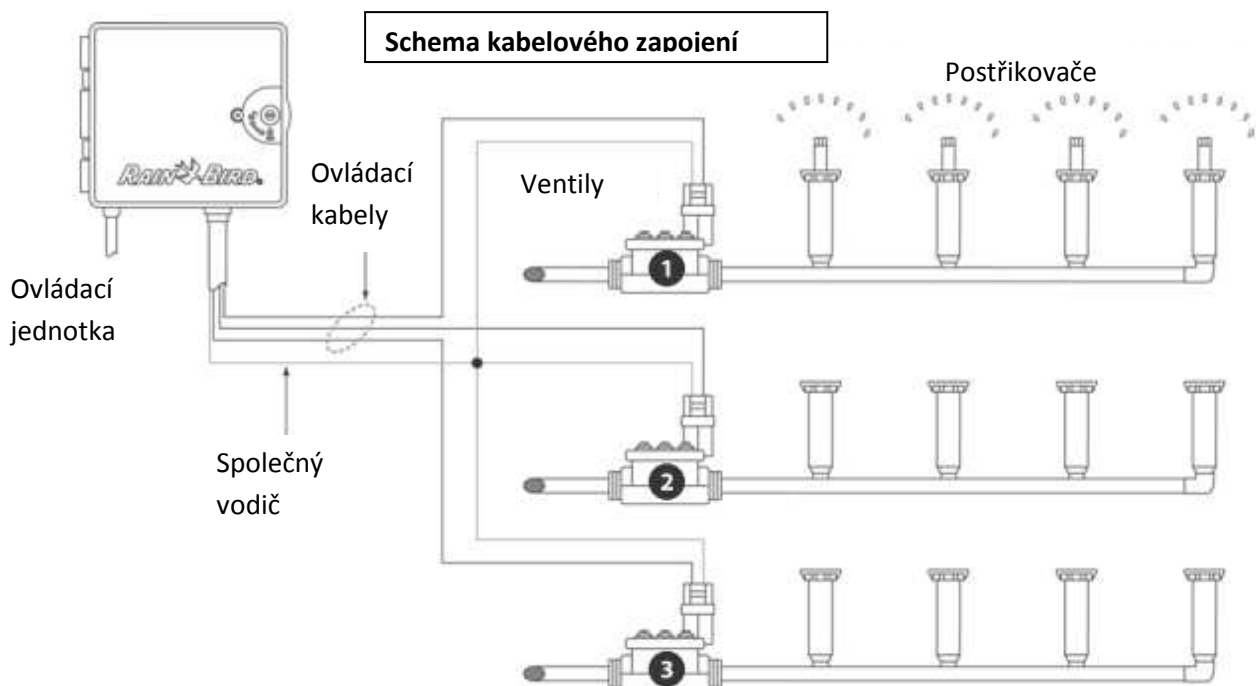 Schema kabelového zapojení
Postřikovače
RAIN BIRD®
Ovládací
kabely
Ventily
1
Ovládací
jednotka
Společný
vodič
2
3